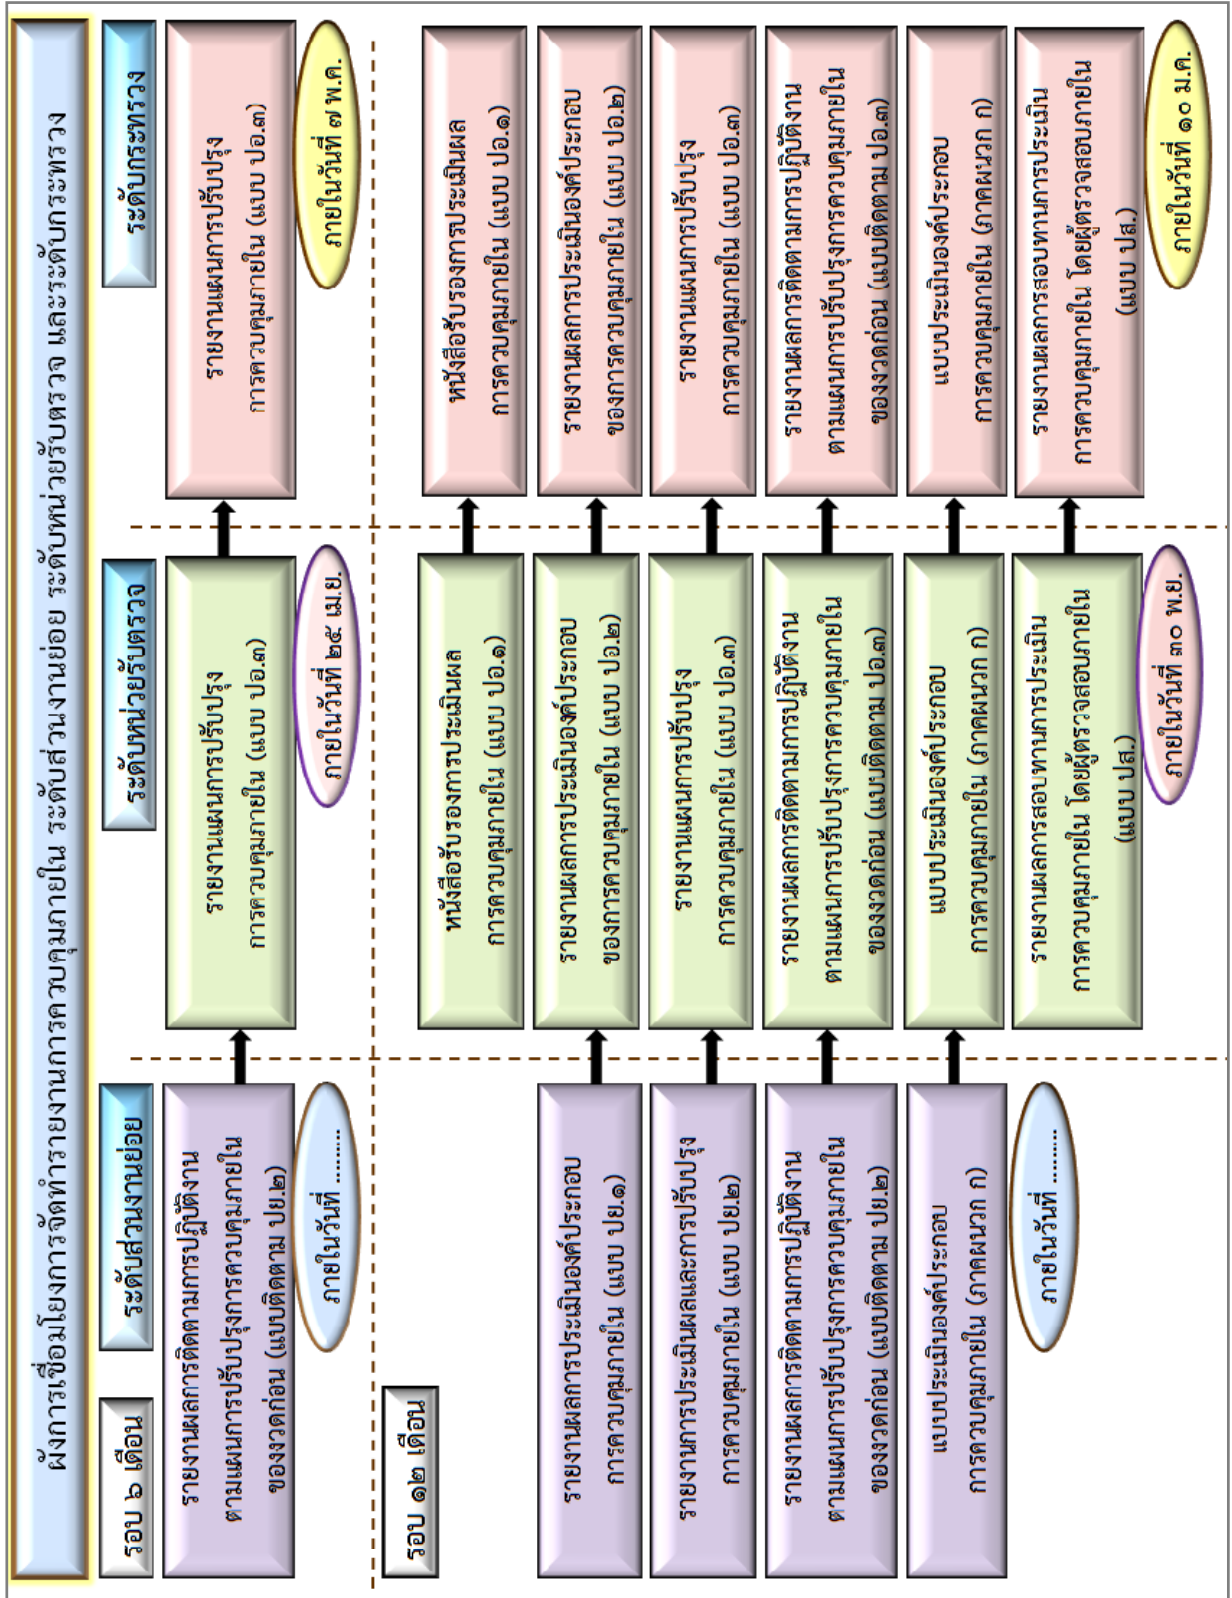 ผังการเชื่อมโยงการจัดทำรายงานการควบคุมภายใน ระดับส่วนงานย่อย ระดับหน่วยรับตรวจ และระดับกระทรวง
รอบ ๖ เดือน
ระดับส่วนงานย่อย
ระดับหน่วยรับตรวจ
ระดับกระทรวง
รายงานผลการติดตามการปฏิบัติงาน
ตามแผนการปรับปรุงการควบคุมภายใน
ของงวดก่อน (แบบติดตาม ปย.๒)
รายงานแผนการปรับปรุง
การควบคุมภายใน (แบบ ปอ.๓)
รายงานแผนการปรับปรุง
การควบคุมภายใน (แบบ ปอ.๓)
ภายในวันที่ .........
ภายในวันที่ ๒๕ เม.ย.
ภายในวันที่ ๗ พ.ค.
รอบ ๑๒ เดือน
หนังสือรับรองการประเมินผล
การควบคุมภายใน (แบบ ปอ.๑)
หนังสือรับรองการประเมินผล
การควบคุมภายใน (แบบ ปอ.๑)
รายงานผลการประเมินองค์ประกอบ
การควบคุมภายใน (แบบ ปย.๑)
รายงานผลการประเมินองค์ประกอบ
ของการควบคุมภายใน (แบบ ปอ.๒)
รายงานผลการประเมินองค์ประกอบ
ของการควบคุมภายใน (แบบ ปอ.๒)
รายงานการประเมินผลและการปรับปรุง
การควบคุมภายใน (แบบ ปย.๒)
รายงานแผนการปรับปรุง
การควบคุมภายใน (แบบ ปอ.๓)
รายงานแผนการปรับปรุง
การควบคุมภายใน (แบบ ปอ.๓)
รายงานผลการติดตามการปฏิบัติงาน
ตามแผนการปรับปรุงการควบคุมภายใน
ของงวดก่อน (แบบติดตาม ปย.๒)
รายงานผลการติดตามการปฏิบัติงาน
ตามแผนการปรับปรุงการควบคุมภายใน
ของงวดก่อน (แบบติดตาม ปอ.๓)
รายงานผลการติดตามการปฏิบัติงาน
ตามแผนการปรับปรุงการควบคุมภายใน
ของงวดก่อน (แบบติดตาม ปอ.๓)
แบบประเมินองค์ประกอบ
การควบคุมภายใน (ภาคผนวก ก)
แบบประเมินองค์ประกอบ
การควบคุมภายใน (ภาคผนวก ก)
แบบประเมินองค์ประกอบ
การควบคุมภายใน (ภาคผนวก ก)
รายงานผลการสอบทานการประเมิน
การควบคุมภายใน โดยผู้ตรวจสอบภายใน
(แบบ ปส.)
รายงานผลการสอบทานการประเมิน
การควบคุมภายใน โดยผู้ตรวจสอบภายใน
(แบบ ปส.)
ภายในวันที่ .........
ภายในวันที่ ๓๐ พ.ย.
ภายในวันที่ ๑๐ ม.ค.